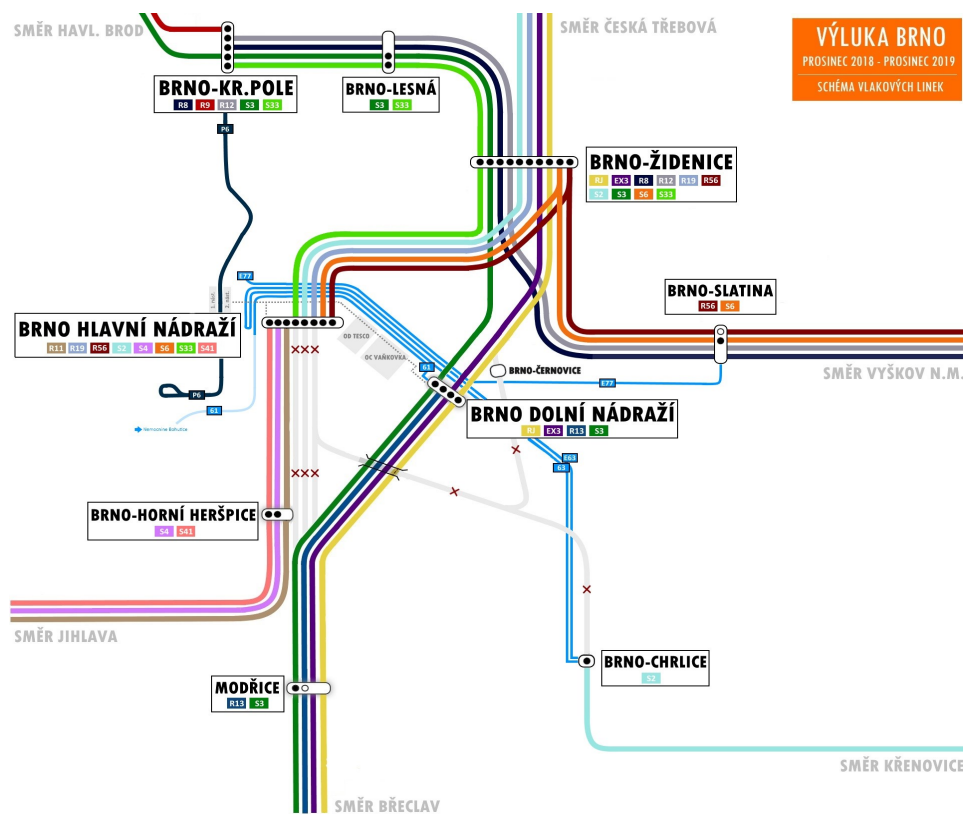 SMĚR HAVL. BROD
SMĚR ČESKÁ TŘEBOVÁ
VÝLUKA BRNO
PROSINEC 2018 - PROSINEC 2019
SCHÉMA VLAKOVÝCH LINEK
BRNO-KR.POLE
R8 R9 R12 S3 S33
BRNO-LESNÁ
S3 S33
P6
BRNO-ŽIDENICE
RJ EX3 R8 R12 R19 R56
S2 S3 S6 S33
E77
BRNO-SLATINA
R56 S6
1. nást.
2. nást.
BRNO HLAVNÍ NÁDRAŽÍ
R11 R19 R56 S2 S4 S6 S33 S41
OD TESCO
OC VAŇKOVKA
61
BRNO-ČERNOVICE
E77
SMĚR VYŠKOV N.M.
P6
61
BRNO DOLNÍ NÁDRAŽÍ
RJ EX3 R13 S3
E63
63
BRNO-HORNÍ HERŠPICE
S4 S41
SMĚR JIHLAVA
BRNO-CHRLICE
S2
MODŘICE
R13 S3
SMĚR KŘENOVICE
SMĚR BŘECLAV